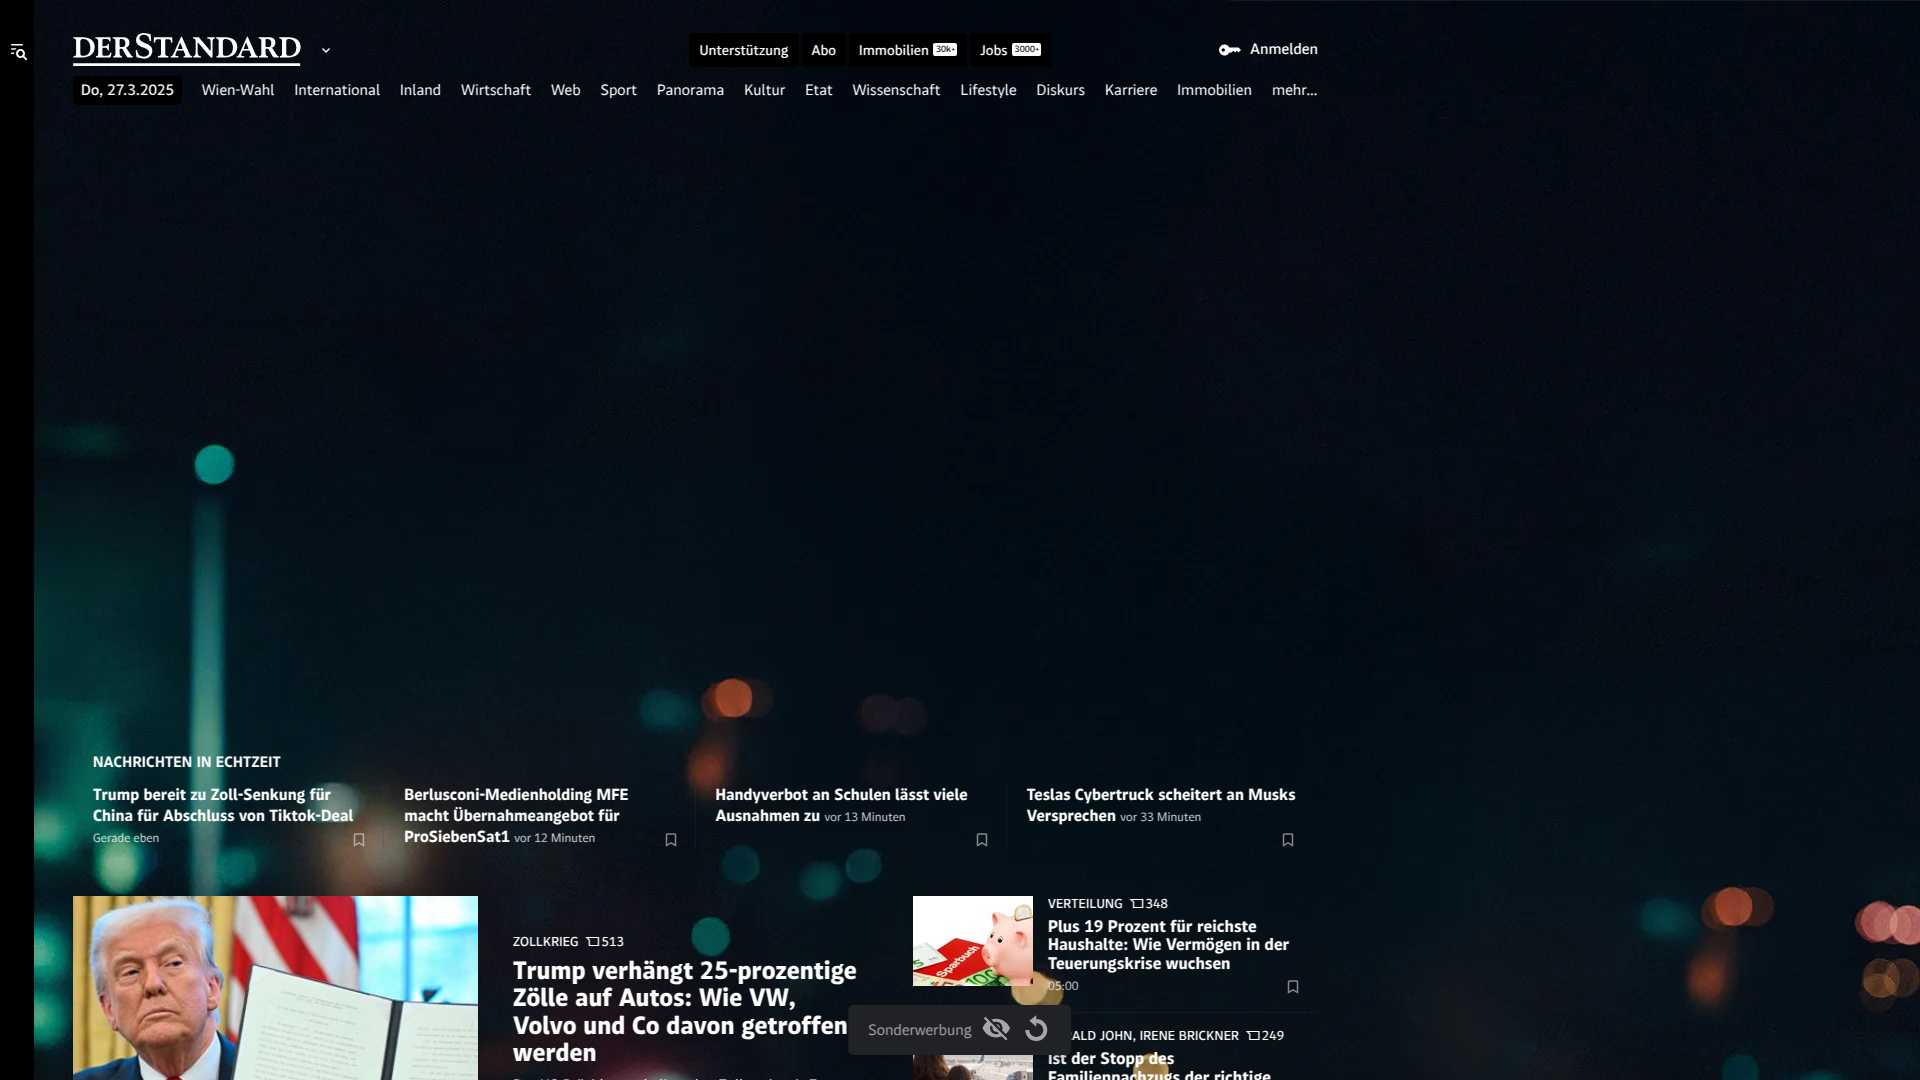 DERSTANDARD
Unterstützung Abo Immobilien 30k+ Jobs 3000+
Anmelden
Do, 27.3.2025 Wien-Wahl International Inland Wirtschaft Web Sport Panorama Kultur Etat Wissenschaft Lifestyle Diskurs Karriere Immobilien mehr...
NACHRICHTEN IN ECHTZEIT
Trump bereit zu Zoll-Senkung für
China für Abschluss von Tiktok-Deal
Gerade eben
Berlusconi-Medienholding MFE
macht Übernahmeangebot für
ProSiebenSat1 vor 12 Minuten
Handyverbot an Schulen lässt viele
Ausnahmen zu vor 13 Minuten
Teslas Cybertruck scheitert an Musks
Versprechen vor 33 Minuten
ZOLLKRIEG 513
Trump verhängt 25-prozentige
Zölle auf Autos: Wie VW,
Volvo und Co davon getroffen
werden
Sparbuch
VERTEILUNG 348
Plus 19 Prozent für reichste
Haushalte: Wie Vermögen in der
Teuerungskrise wuchsen
05:00
Sonderwerbung
ALD JOHN, IRENE BRICKNER 249
Ist der Stopp des
Familiennachzugs der richtige